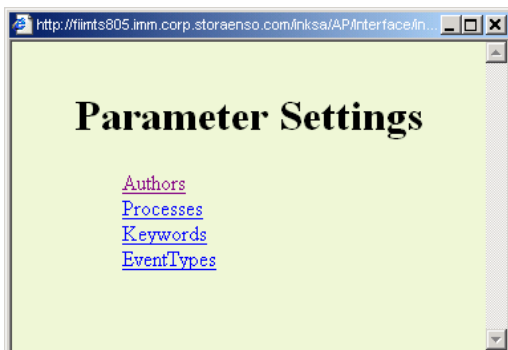 http://fiimts805.imm.corp.storaenso.com/inksa/AP/Interface/in...
Parameter Settings
Authors
Processes
Keywords
EventTypes